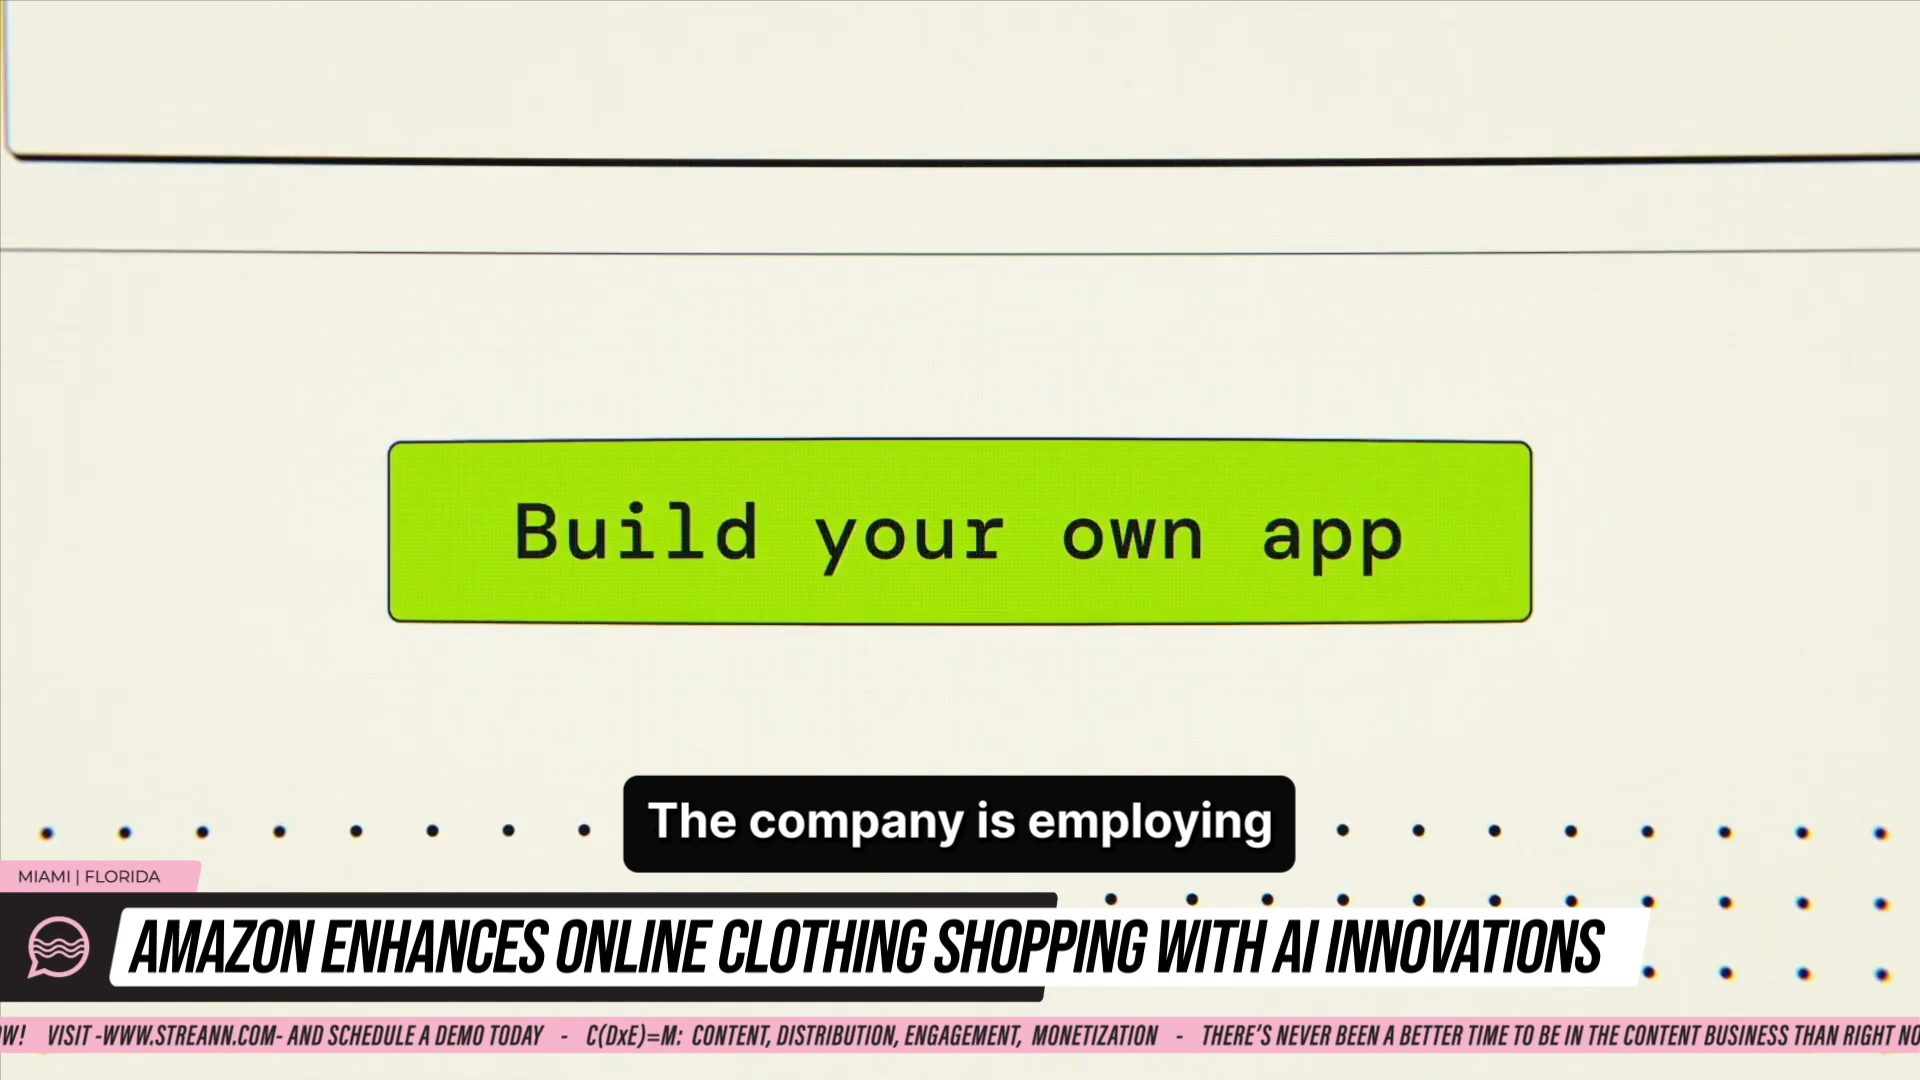 Build your own app
The company is employing
MIAMI | FLORIDA
AMAZON ENHANCES ONLINE CLOTHING SHOPPING WITH AI INNOVATIONS
OW! VISIT -WWW.STREANN.COM- AND SCHEDULE A DEMO TODAY - C(DxE)=M: CONTENT, DISTRIBUTION, ENGAGEMENT, MONETIZATION - THERE'S NEVER BEEN A BETTER TIME TO BE IN THE CONTENT BUSINESS THAN RIGHT NO